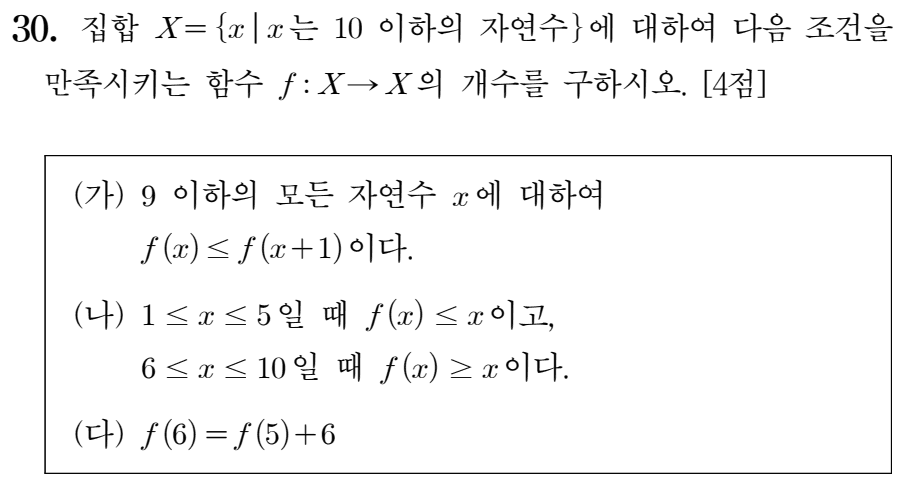 30. 집합 X={x|x는 10 이하의 자연수}에 대하여 다음 조건을
만족시키는 함수 f : X→X의 개수를 구하시오. [4점]
(가) 9 이하의 모든 자연수 x에 대하여
f(x)≤f(x+1)이다.
(나) 1≤x≤5일 때 f(x)≤x이고,
6≤x≤10일 때 f(x)≥x이다.
(다) f(6)=f(5)+6